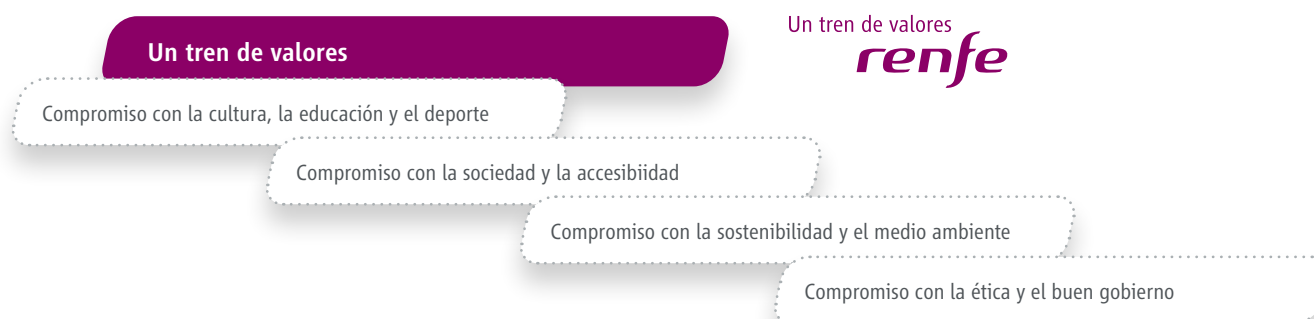 Un tren de valores
Un tren de valores
renfe
Compromiso con la cultura, la educación y el deporte
Compromiso con la sociedad y la accesibiidad
Compromiso con la sostenibilidad y el medio ambiente
Compromiso con la ética y el buen gobierno